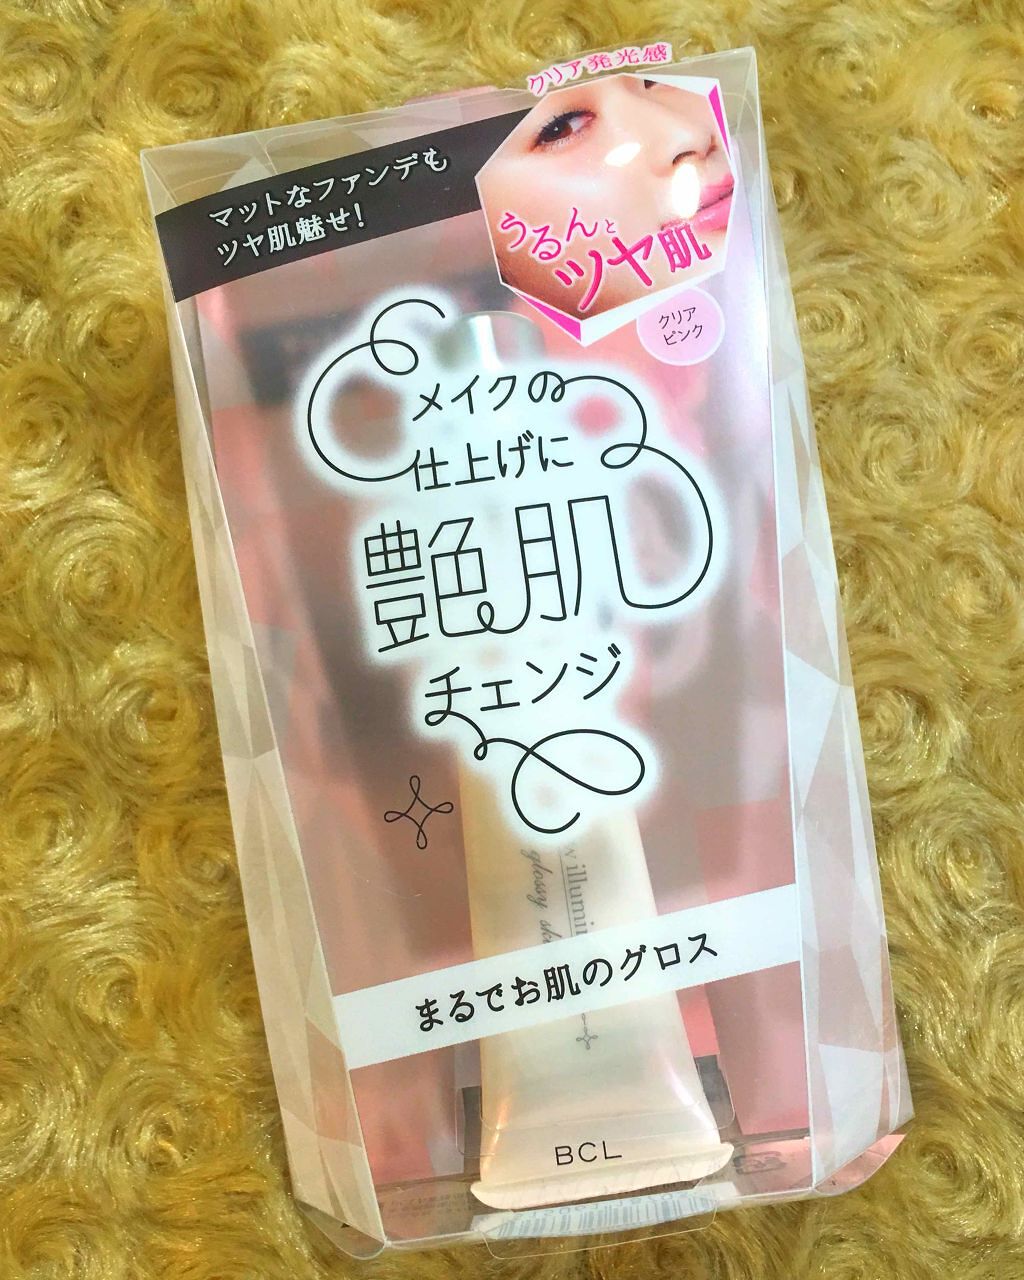 クリア発光感
マットなファンデも
ツヤ肌魅せ!
うるんと
ツヤ肌
クリア
ピンク
メイクの
仕上げに
艶肌
チェンジ
glossy
まるでお肌のグロス
BCL